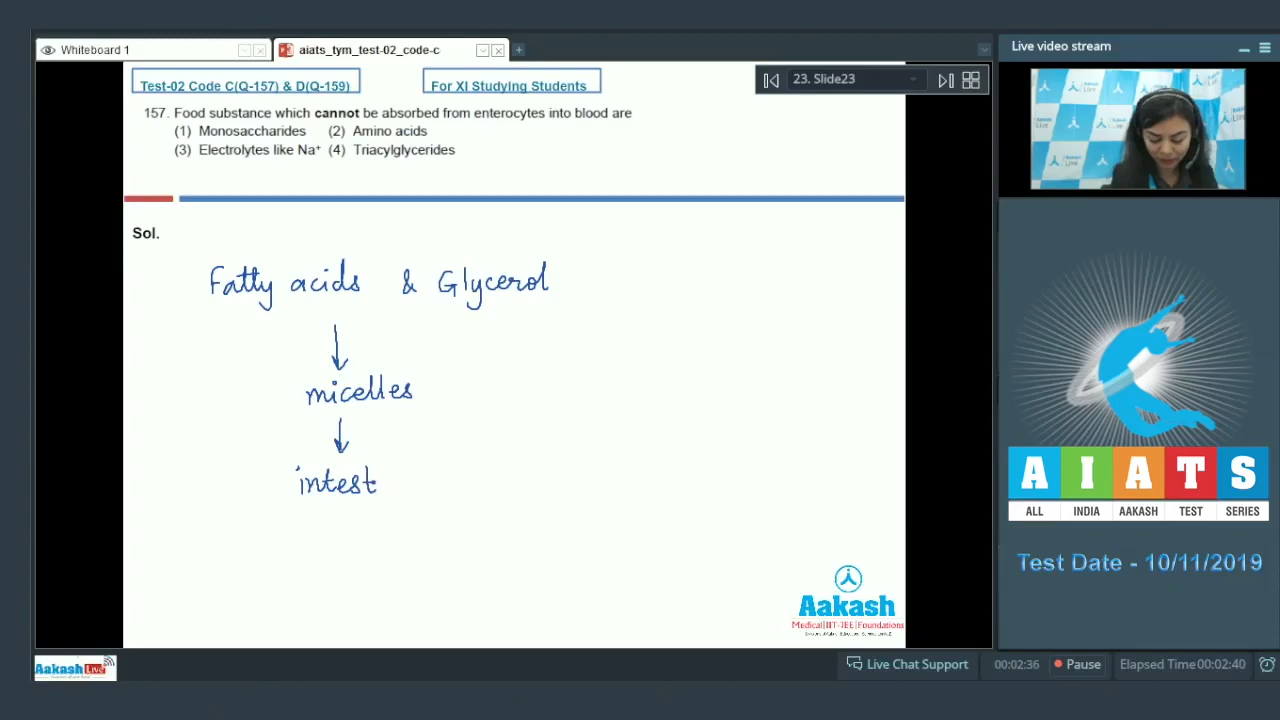 Whiteboard 1
aiats_tym_test-02_code-c
Live video stream
Test-02 Code C(Q-157) & D(Q-159)
For XI Studying Students
23. Slide23
157. Food substance which cannot be absorbed from enterocytes into blood are
(1) Monosaccharides (2) Amino acids
(3) Electrolytes like Na⁺ (4) Triacylglycerides
Sol.
Fatty acids & Glycerol
micelles
intest
Aakash
Medical|IIT-JEE|Foundations
A I A T S
ALL INDIA AAKASH TEST SERIES
Test Date - 10/11/2019
Aakash Live
Live Chat Support
00:02:36
Pause
Elapsed Time 00:02:40